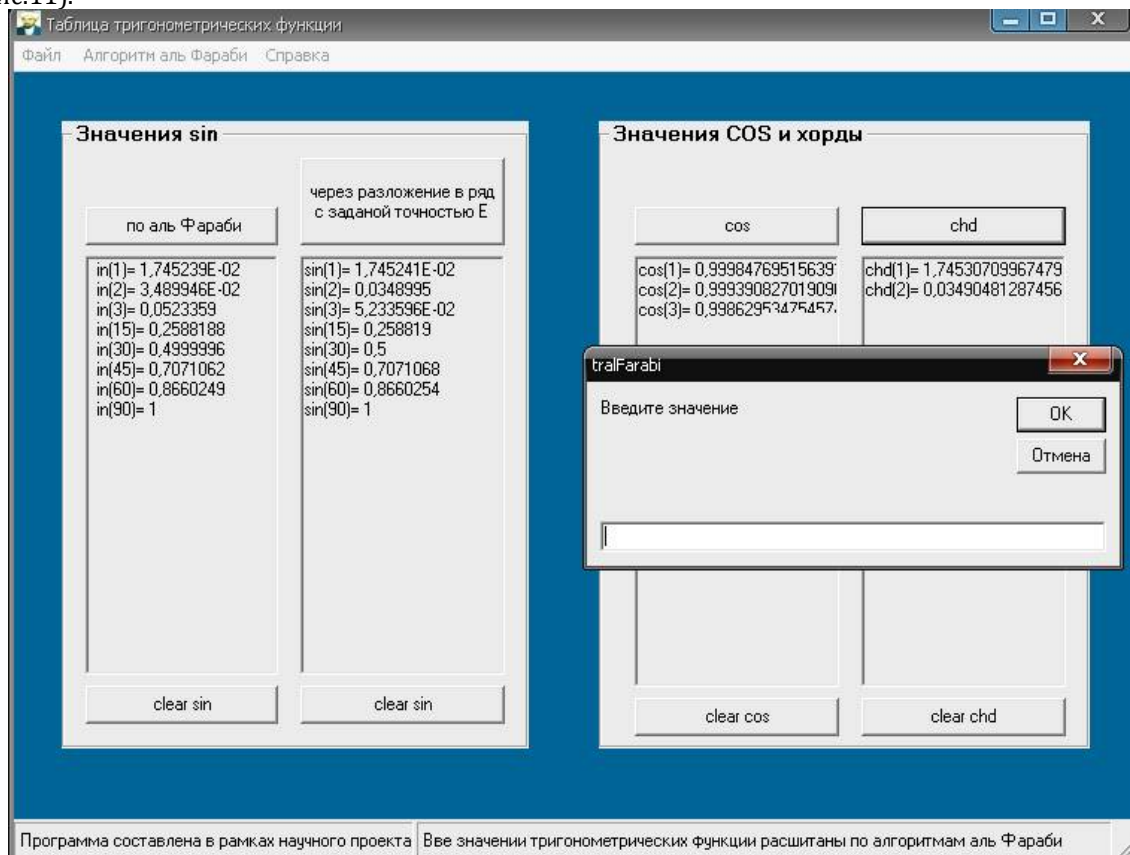 Таблица тригонометрических функции
Файл Алгоритм аль Фараби Справка
Значения sin
по аль Фараби
через разложение в ряд
с заданой точностью E
in(1)= 1,745239E-02
in(2)= 3,489946E-02
in(3)= 0,0523359
in(15)= 0,2588188
in(30)= 0,4999996
in(45)= 0,7071062
in(60)= 0,8660249
in(90)= 1
sin(1)= 1,745241E-02
sin(2)= 0,0348995
sin(3)= 5,233596E-02
sin(15)= 0,258819
sin(30)= 0,5
sin(45)= 0,7071068
sin(60)= 0,8660254
sin(90)= 1
clear sin
clear sin
Значения COS и хорды
cos
chd
cos(1)= 0,99984769515639
cos(2)= 0,99939082701909
cos(3)= 0,99862953475457
chd(1)= 1,74530709967479
chd(2)= 0,03490481287456
tralFarabi
Введите значение
OK
Отмена
clear cos
clear chd
Программа составлена в рамках научного проекта
Вве значении тригонометрических функции расшитаны по алгоритмам аль Фараби